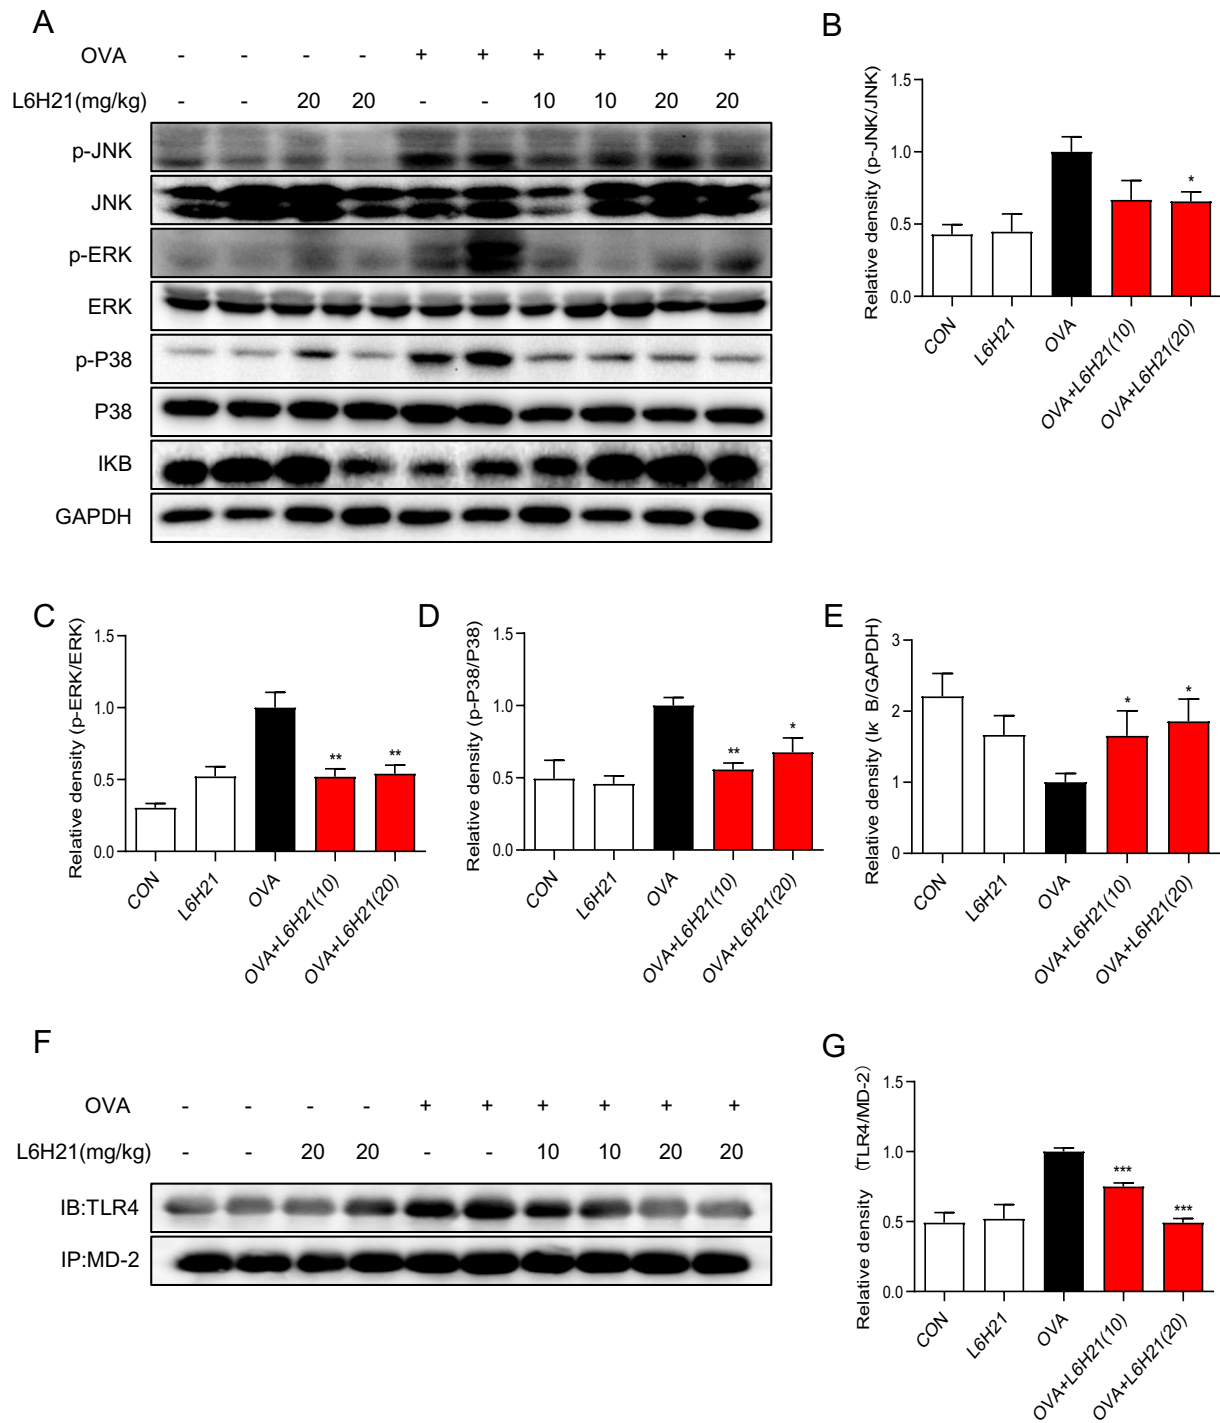 A
OVA - - - - + + + + + +
L6H21(mg/kg) - - 20 20 - - 10 10 20 20
p-JNK
JNK
p-ERK
ERK
p-P38
P38
IKB
GAPDH
B
Relative density (p-JNK/JNK)
1.5
1.0
0.5
0.0
*
CON
L6H21
OVA
OVA+L6H21(10)
OVA+L6H21(20)
C
Relative density (p-ERK/ERK)
1.5
1.0
0.5
0.0
** **
CON
L6H21
OVA
OVA+L6H21(10)
OVA+L6H21(20)
D
Relative density (p-P38/P38)
1.5
1.0
0.5
0.0
** *
CON
L6H21
OVA
OVA+L6H21(10)
OVA+L6H21(20)
E
Relative density (Iκ B/GAPDH)
3
2
1
0
* *
CON
L6H21
OVA
OVA+L6H21(10)
OVA+L6H21(20)
F
OVA - - - - + + + + + +
L6H21(mg/kg) - - 20 20 - - 10 10 20 20
IB:TLR4
IP:MD-2
G
Relative density (TLR4/MD-2)
1.5
1.0
0.5
0.0
*** ***
CON
L6H21
OVA
OVA+L6H21(10)
OVA+L6H21(20)